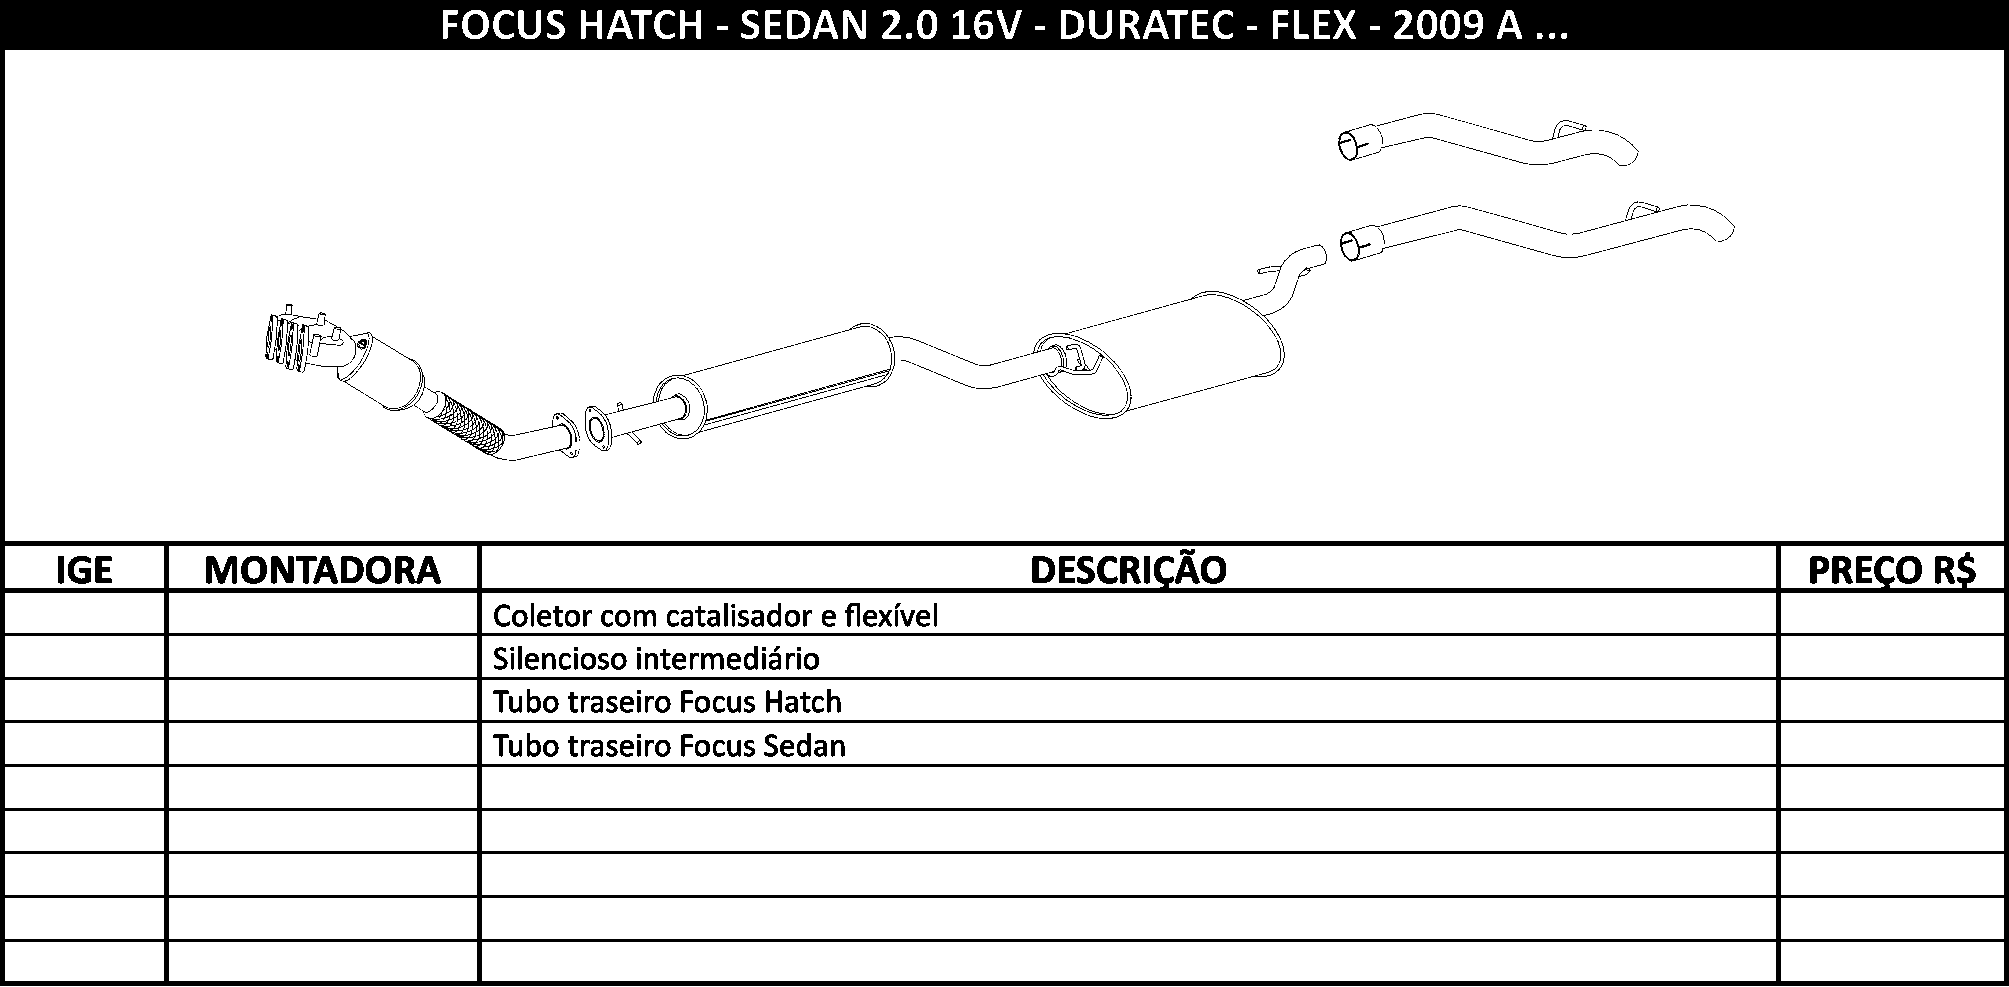 FOCUS HATCH - SEDAN 2.0 16V - DURATEC - FLEX - 2009 A ...
IGE MONTADORA DESCRIÇÃO PREÇO R$
Coletor com catalisador e flexível
Silencioso intermediário
Tubo traseiro Focus Hatch
Tubo traseiro Focus Sedan